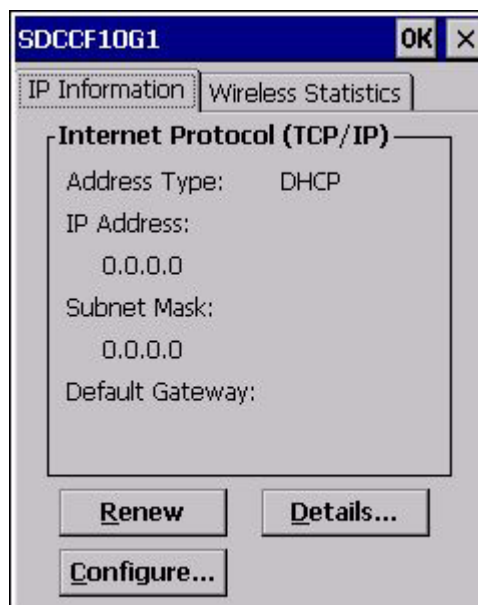 SDCCF10G1 OK ×
IP Information Wireless Statistics
Internet Protocol (TCP/IP)
Address Type: DHCP
IP Address:
0.0.0.0
Subnet Mask:
0.0.0.0
Default Gateway:
Renew Details...
Configure...